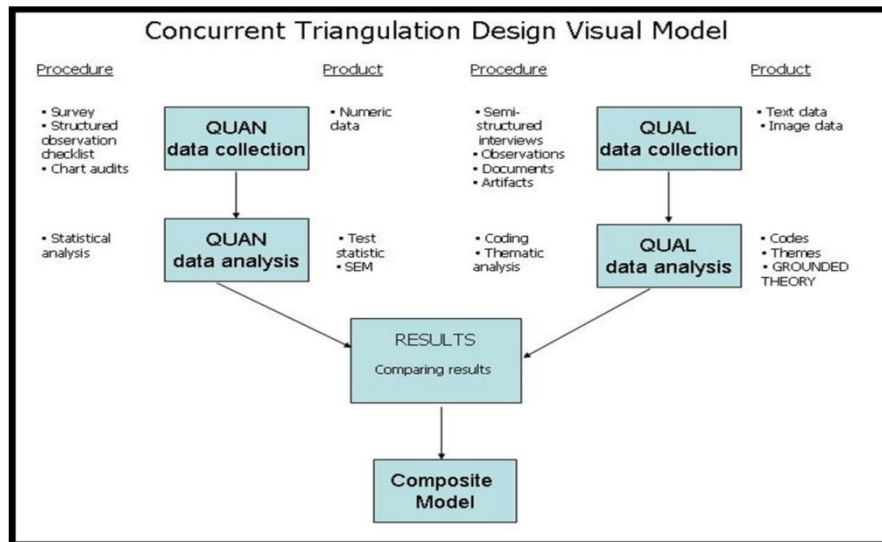 Concurrent Triangulation Design Visual Model
Procedure
Product
Procedure
Product
• Survey
• Structured
observation
checklist
• Chart audits
QUAN
data collection
• Numeric
data
• Semi-
structured
interviews
• Observations
• Documents
• Artifacts
QUAL
data collection
• Text data
• Image data
• Statistical
analysis
QUAN
data analysis
• Test
statistic
• SEM
• Coding
• Thematic
analysis
QUAL
data analysis
• Codes
• Themes
• GROUNDED
THEORY
RESULTS
Comparing results
Composite
Model